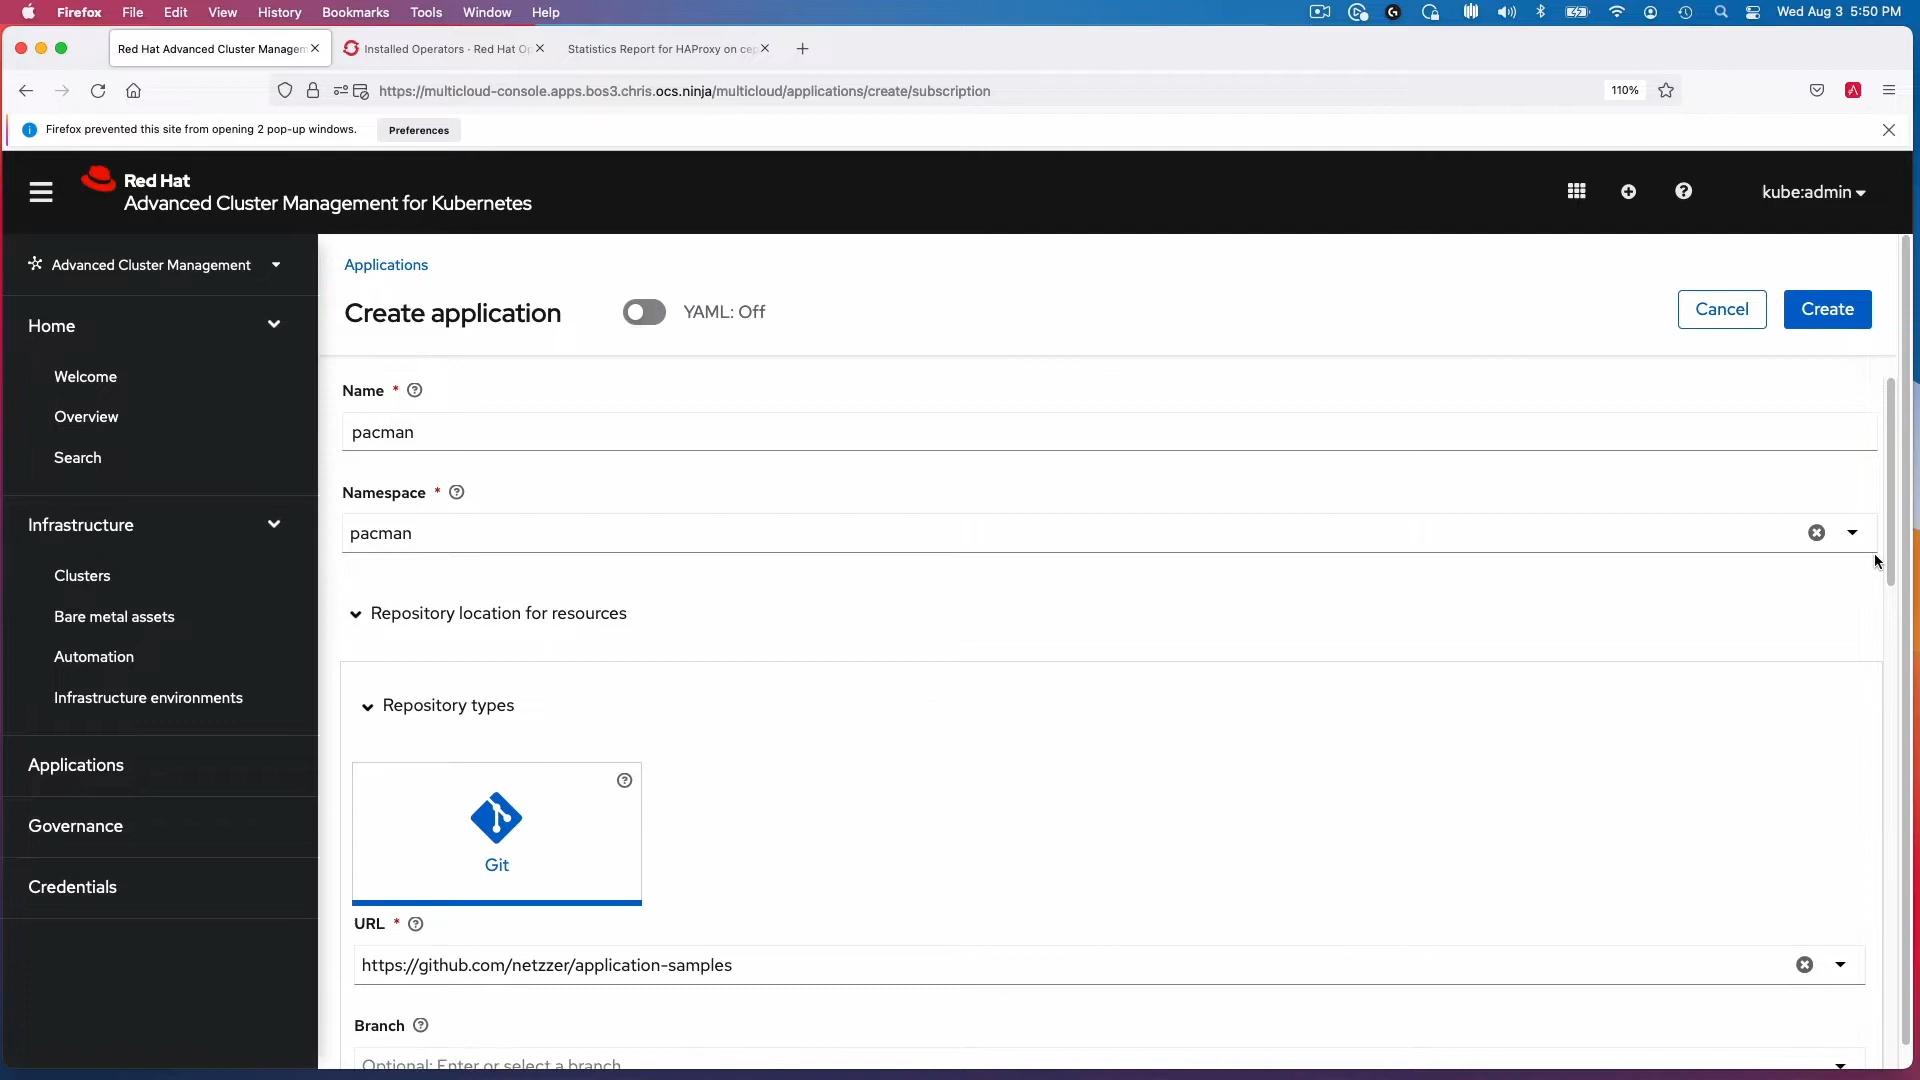 Firefox File Edit View History Bookmarks Tools Window Help Wed Aug 3 5:50 PM
Red Hat Advanced Cluster Managem Installed Operators · Red Hat Op Statistics Report for HAProxy on cep
https://multicloud-console.apps.bos3.chris.ocs.ninja/multicloud/applications/create/subscription 110%
Firefox prevented this site from opening 2 pop-up windows. Preferences
Red Hat
Advanced Cluster Management for Kubernetes
kube:admin
Advanced Cluster Management
Home
Welcome
Overview
Search
Infrastructure
Clusters
Bare metal assets
Automation
Infrastructure environments
Applications
Governance
Credentials
Applications
Create application YAML: Off Cancel Create
Name *
pacman
Namespace *
pacman
Repository location for resources
Repository types
Git
URL *
https://github.com/netzzer/application-samples
Branch
Optional: Enter or select a branch